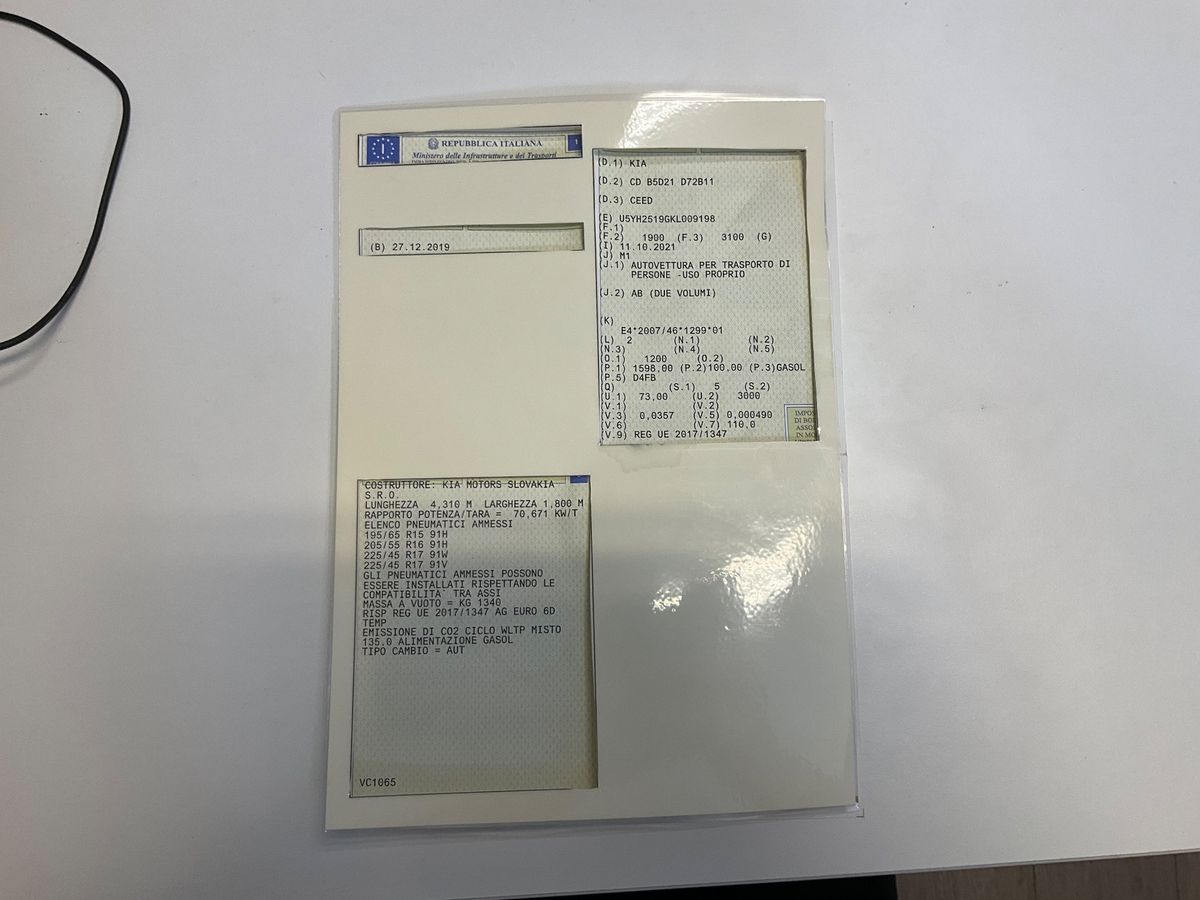 I
REPUBBLICA ITALIANA
1
Ministero delle Infrastrutture e dei Trasporti
(B) 27.12.2019
(D.1) KIA
(D.2) CD B5D21 D72B11
(D.3) CEED
(E) U5YH2519GKL009198
(F.1)
(F.2) 1900 (F.3) 3100 (G)
(I) 11.10.2021
(J) M1
(J.1) AUTOVETTURA PER TRASPORTO DI
PERSONE -USO PROPRIO
(J.2) AB (DUE VOLUMI)
(K)
E4*2007/46*1299*01
(L) 2 (N.1) (N.2)
(N.3) (N.4) (N.5)
(O.1) 1200 (O.2)
(P.1) 1598,00 (P.2)100,00 (P.3)GASOL
(P.5) D4FB
(Q) (S.1) 5 (S.2)
(U.1) 73,00 (U.2) 3000
(V.1) (V.2)
(V.3) 0,0357 (V.5) 0,000490
(V.6) (V.7) 110,0
(V.9) REG UE 2017/1347
IMPOS
DI BOL
ASSO
IN MO
COSTRUTTORE: KIA MOTORS SLOVAKIA
S.R.O.
LUNGHEZZA 4,310 M LARGHEZZA 1,800 M
RAPPORTO POTENZA/TARA = 70,671 KW/T
ELENCO PNEUMATICI AMMESSI
195/65 R15 91H
205/55 R16 91H
225/45 R17 91W
225/45 R17 91V
GLI PNEUMATICI AMMESSI POSSONO
ESSERE INSTALLATI RISPETTANDO LE
COMPATIBILITA` TRA ASSI
MASSA A VUOTO = KG 1340
RISP REG UE 2017/1347 AG EURO 6D
TEMP
EMISSIONE DI CO2 CICLO WLTP MISTO
135.0 ALIMENTAZIONE GASOL
TIPO CAMBIO = AUT
VC1065